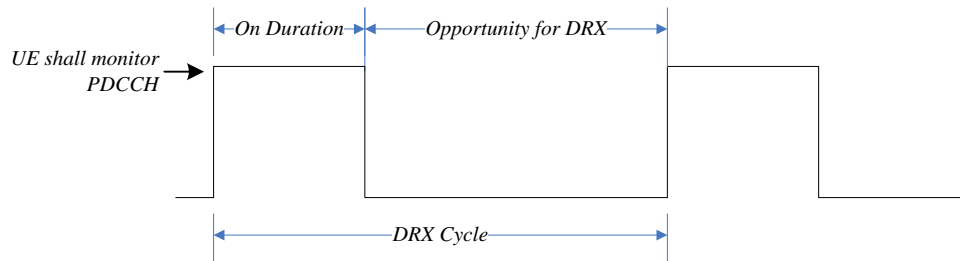 On Duration
Opportunity for DRX
UE shall monitor
PDCCH
DRX Cycle